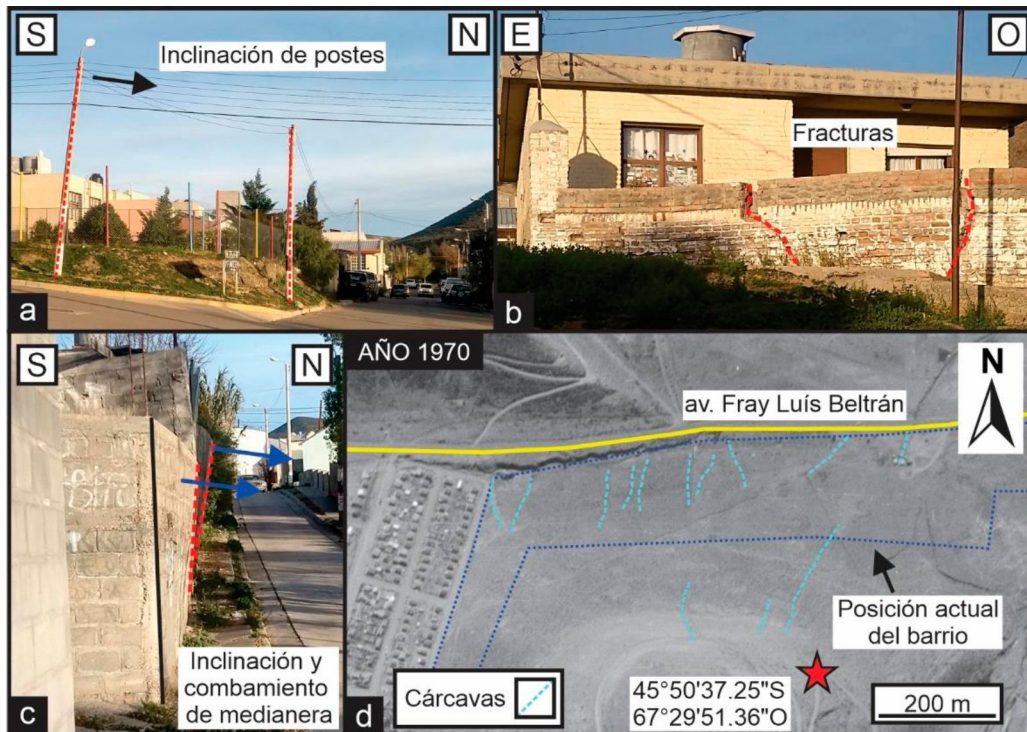 S
N
Inclinación de postes
a
E
O
Fracturas
b
S
N
Inclinación y
combamiento
de medianera
c
AÑO 1970
N
av. Fray Luís Beltrán
Posición actual
del barrio
Cárcavas
45°50'37.25"S
67°29'51.36"O
200 m
d